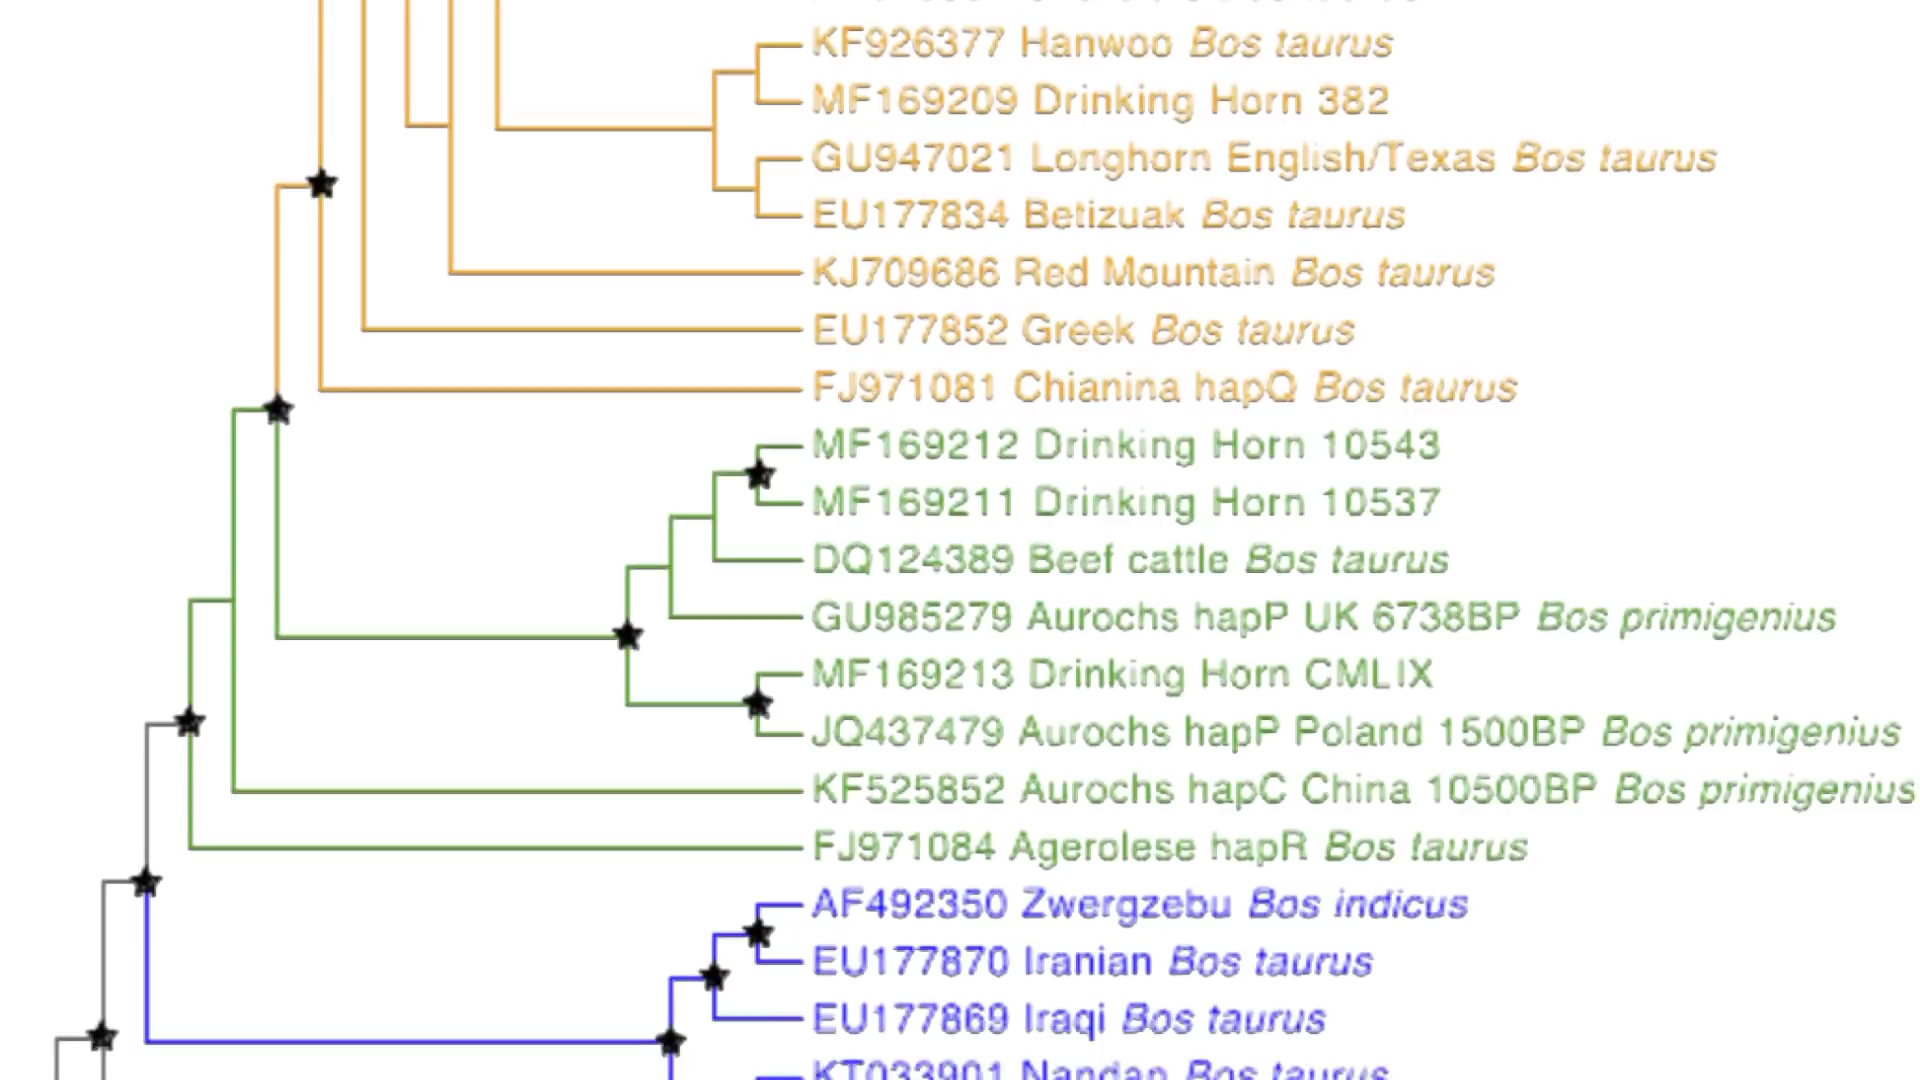 KF926377 Hanwoo Bos taurus
MF169209 Drinking Horn 382
GU947021 Longhorn English/Texas Bos taurus
EU177834 Betizuak Bos taurus
KJ709686 Red Mountain Bos taurus
EU177852 Greek Bos taurus
FJ971081 Chianina hapQ Bos taurus
MF169212 Drinking Horn 10543
MF169211 Drinking Horn 10537
DQ124389 Beef cattle Bos taurus
GU985279 Aurochs hapP UK 6738BP Bos primigenius
MF169213 Drinking Horn CMLIX
JQ437479 Aurochs hapP Poland 1500BP Bos primigenius
KF525852 Aurochs hapC China 10500BP Bos primigenius
FJ971084 Agerolese hapR Bos taurus
AF492350 Zwergzebu Bos indicus
EU177870 Iranian Bos taurus
EU177869 Iraqi Bos taurus
KT033901 Nandan Bos taurus